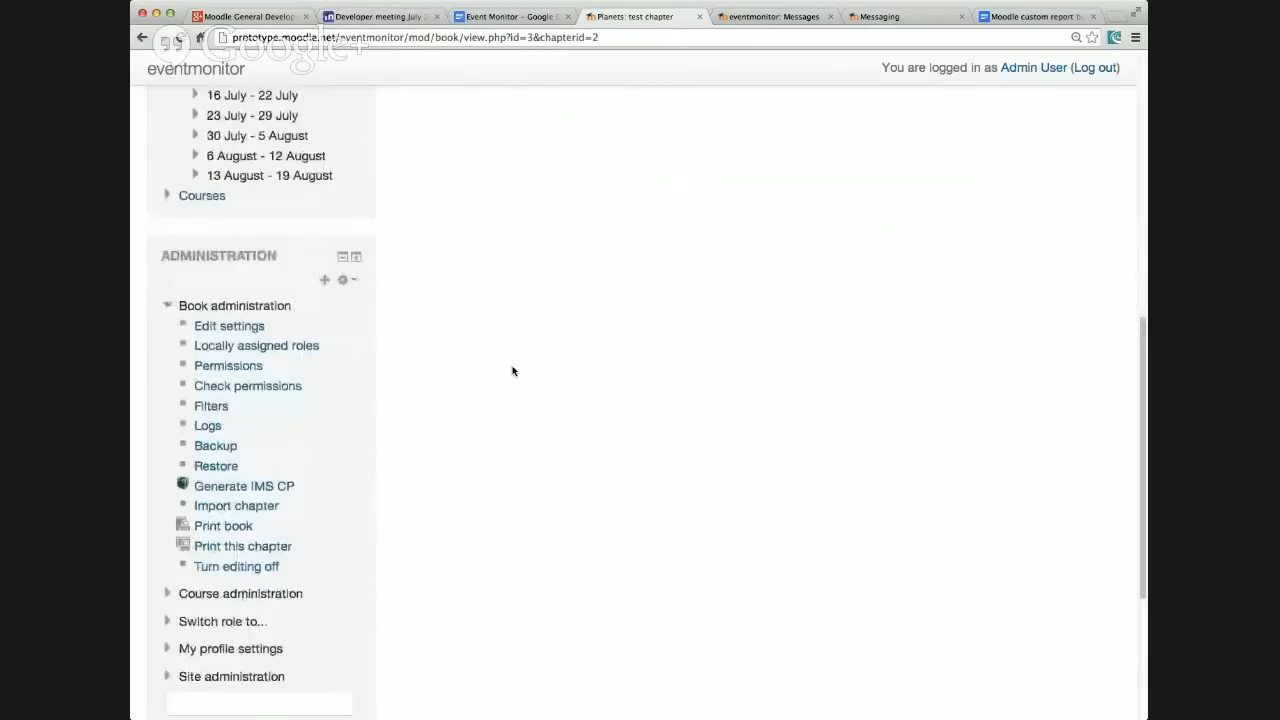 Moodle General Develop
Developer meeting July 2
Event Monitor – Google
Planets: test chapter
eventmonitor: Messages
Messaging
Moodle custom report b
prototype.moodle.net/eventmonitor/mod/book/view.php?id=3&chapterid=2
Google+
eventmonitor
You are logged in as Admin User (Log out)
16 July - 22 July
23 July - 29 July
30 July - 5 August
6 August - 12 August
13 August - 19 August
Courses
ADMINISTRATION
Book administration
Edit settings
Locally assigned roles
Permissions
Check permissions
Filters
Logs
Backup
Restore
Generate IMS CP
Import chapter
Print book
Print this chapter
Turn editing off
Course administration
Switch role to...
My profile settings
Site administration